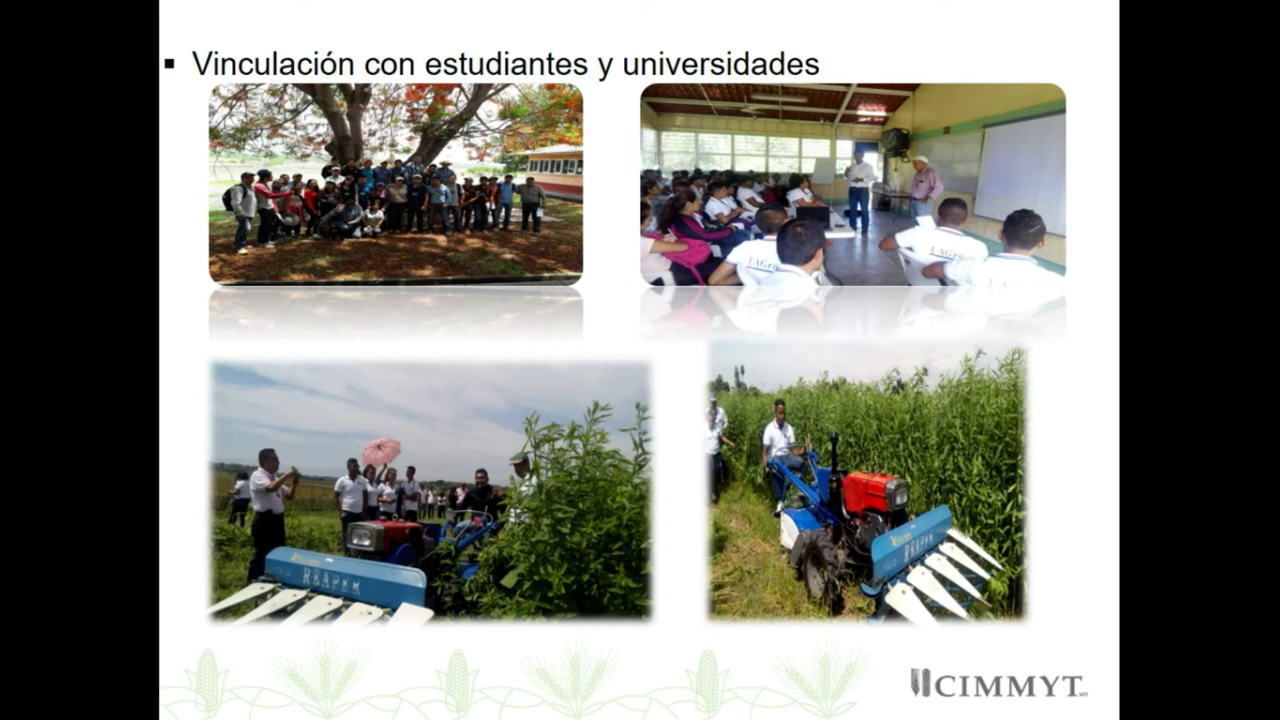 ▪ Vinculación con estudiantes y universidades
REAPER
REAPER
CIMMYT